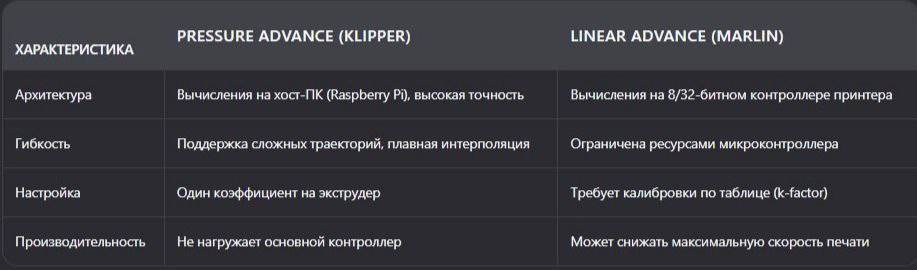 ХАРАКТЕРИСТИКА PRESSURE ADVANCE (KLIPPER) LINEAR ADVANCE (MARLIN)
Архитектура Вычисления на хост-ПК (Raspberry Pi), высокая точность Вычисления на 8/32-битном контроллере принтера
Гибкость Поддержка сложных траекторий, плавная интерполяция Ограничена ресурсами микроконтроллера
Настройка Один коэффициент на экструдер Требует калибровки по таблице (k-factor)
Производительность Не нагружает основной контроллер Может снижать максимальную скорость печати